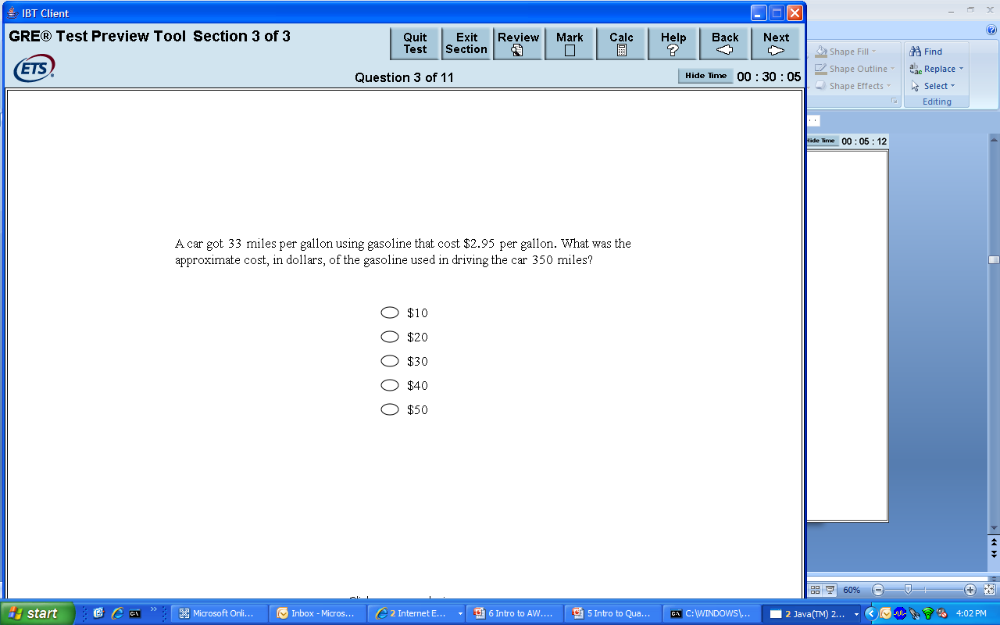 IBT Client
GRE® Test Preview Tool Section 3 of 3
Quit Test
Exit Section
Review
Mark
Calc
Help
Back
Next
ETS
Question 3 of 11
Hide Time
00 : 30 : 05
Shape Fill
Shape Outline
Shape Effects
Find
Replace
Select
Editing
Hide Time 00 : 05 : 12
A car got 33 miles per gallon using gasoline that cost $2.95 per gallon. What was the
approximate cost, in dollars, of the gasoline used in driving the car 350 miles?
$10
$20
$30
$40
$50
60%
start
Microsoft Onli...
Inbox - Micros...
2 Internet E...
6 Intro to AW....
5 Intro to Qua...
C:\WINDOWS\...
2 Java(TM) 2...
4:02 PM